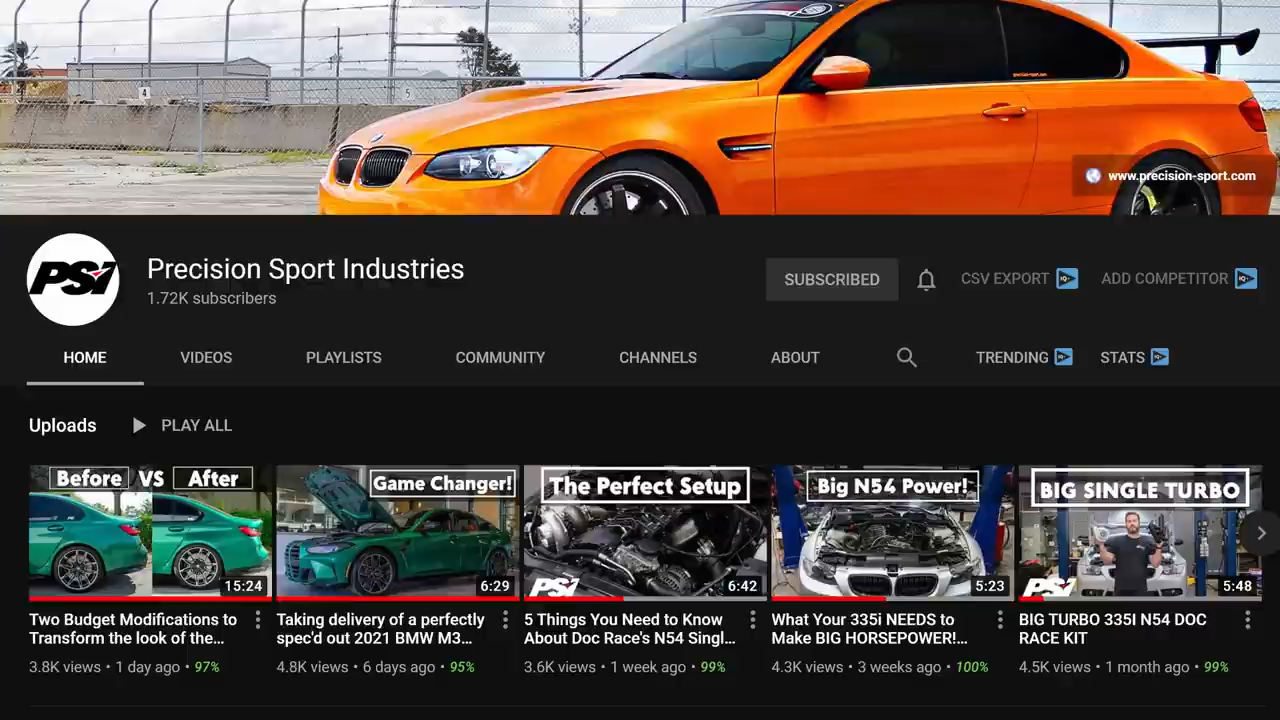 4
5
www.precision-sport.com
PSI
Precision Sport Industries
1.72K subscribers
SUBSCRIBED
CSV EXPORT
ADD COMPETITOR
HOME
VIDEOS
PLAYLISTS
COMMUNITY
CHANNELS
ABOUT
TRENDING
STATS
Uploads
PLAY ALL
Before VS After
15:24
Game Changer!
6:29
The Perfect Setup
PSI
6:42
Big N54 Power!
5:23
BIG SINGLE TURBO
PSI
5:48
Two Budget Modifications to
Transform the look of the...
3.8K views • 1 day ago • 97%
Taking delivery of a perfectly
spec'd out 2021 BMW M3...
4.8K views • 6 days ago • 95%
5 Things You Need to Know
About Doc Race's N54 Singl...
3.6K views • 1 week ago • 99%
What Your 335i NEEDS to
Make BIG HORSEPOWER!...
4.3K views • 3 weeks ago • 100%
BIG TURBO 335I N54 DOC
RACE KIT
4.5K views • 1 month ago • 99%